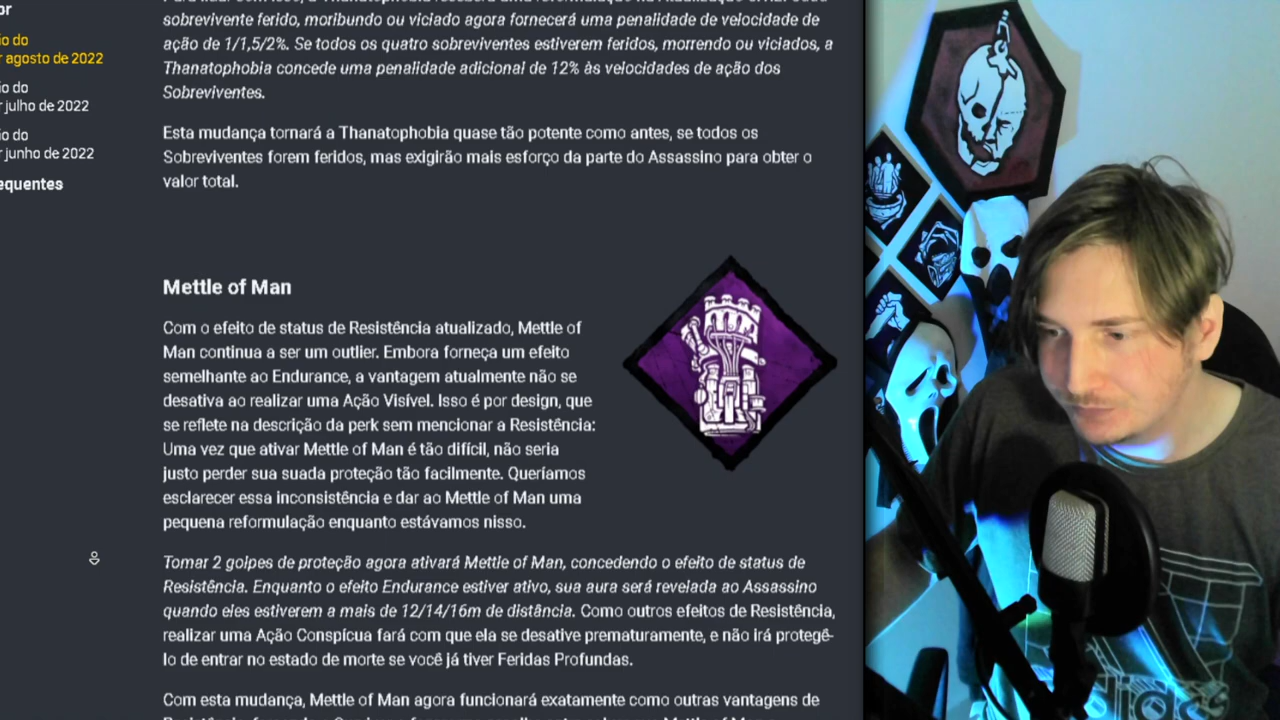 or
io do
r agosto de 2022
io do
r julho de 2022
io do
r junho de 2022
equentes
sobrevivente ferido, moribundo ou viciado agora fornecerá uma penalidade de velocidade de
ação de 1/1,5/2%. Se todos os quatro sobreviventes estiverem feridos, morrendo ou viciados, a
Thanatophobia concede uma penalidade adicional de 12% às velocidades de ação dos
Sobreviventes.
Esta mudança tornará a Thanatophobia quase tão potente como antes, se todos os
Sobreviventes forem feridos, mas exigirão mais esforço da parte do Assassino para obter o
valor total.
Mettle of Man
Com o efeito de status de Resistência atualizado, Mettle of
Man continua a ser um outlier. Embora forneça um efeito
semelhante ao Endurance, a vantagem atualmente não se
desativa ao realizar uma Ação Visível. Isso é por design, que
se reflete na descrição da perk sem mencionar a Resistência:
Uma vez que ativar Mettle of Man é tão difícil, não seria
justo perder sua suada proteção tão facilmente. Queríamos
esclarecer essa inconsistência e dar ao Mettle of Man uma
pequena reformulação enquanto estávamos nisso.
Tomar 2 golpes de proteção agora ativará Mettle of Man, concedendo o efeito de status de
Resistência. Enquanto o efeito Endurance estiver ativo, sua aura será revelada ao Assassino
quando eles estiverem a mais de 12/14/16m de distância. Como outros efeitos de Resistência,
realizar uma Ação Conspícua fará com que ela se desative prematuramente, e não irá protegê-
lo de entrar no estado de morte se você já tiver Feridas Profundas.
Com esta mudança, Mettle of Man agora funcionará exatamente como outras vantagens de